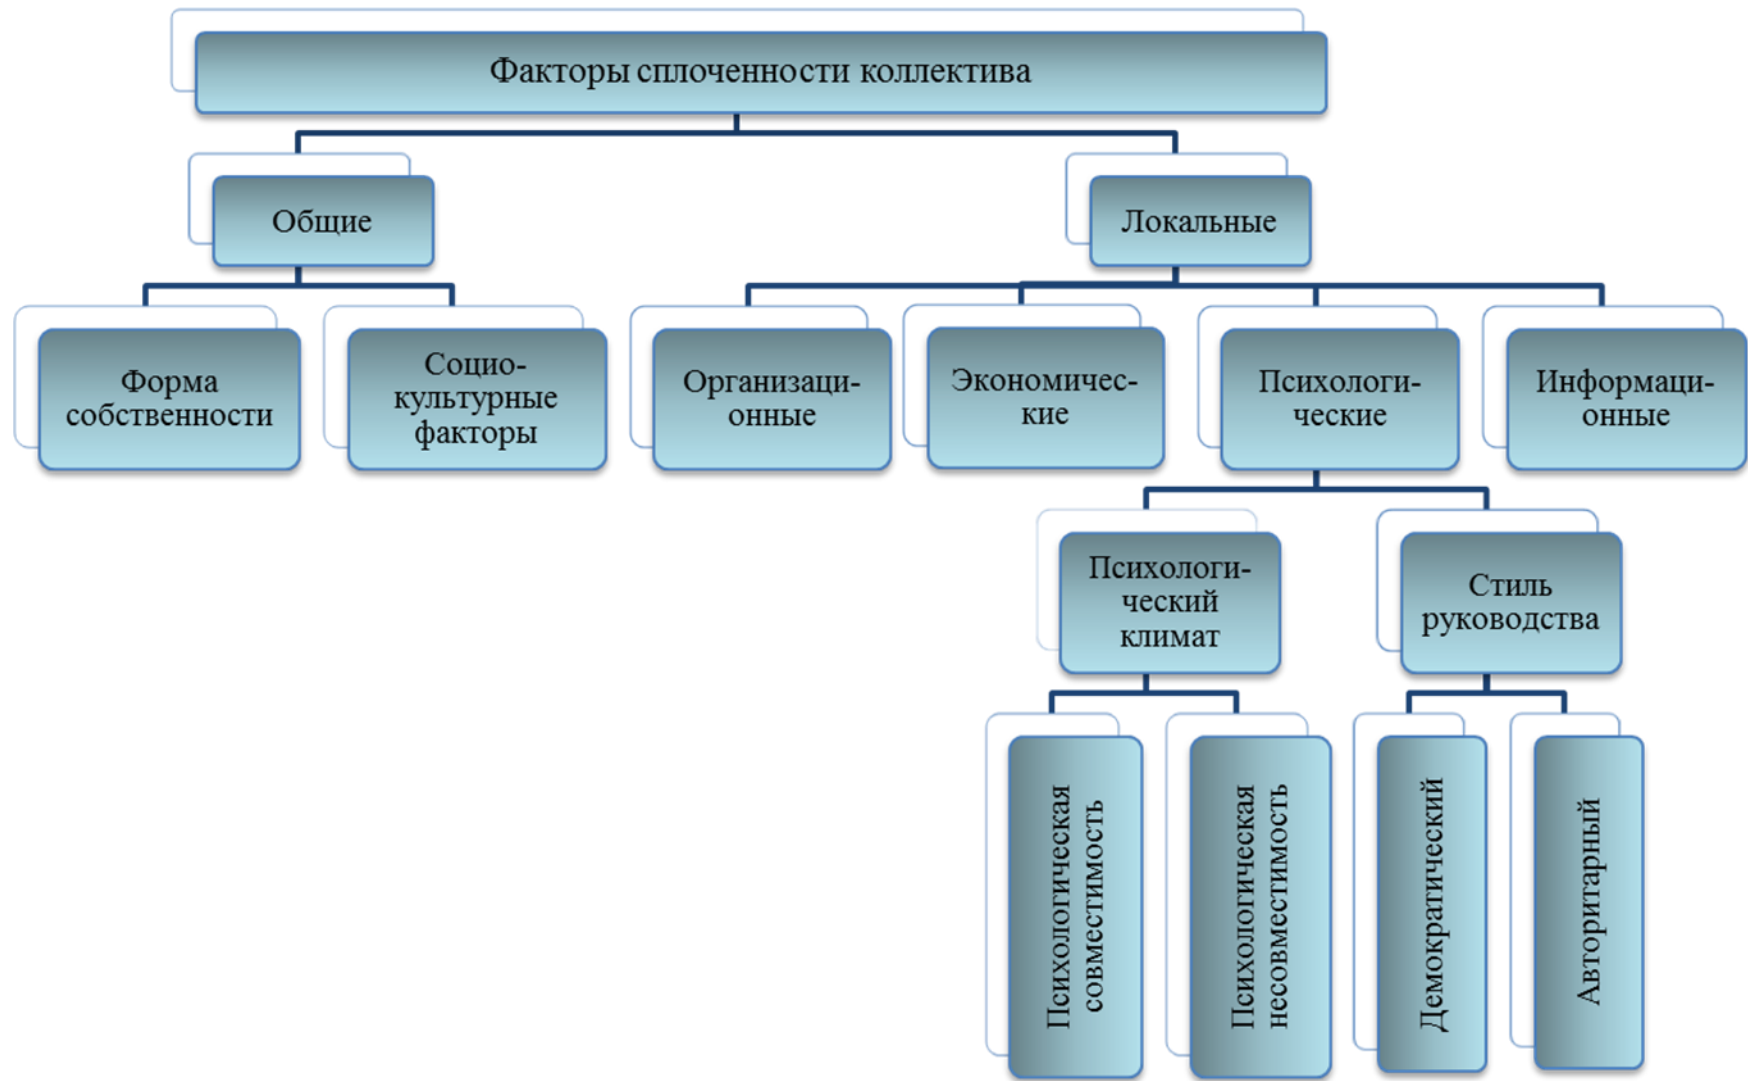 Факторы сплоченности коллектива
Общие
Локальные
Форма
собственности
Социо-
культурные
факторы
Организаци-
онные
Экономичес-
кие
Психологи-
ческие
Информаци-
онные
Психологи-
ческий
климат
Стиль
руководства
Психологическая
совместимость
Психологическая
несовместимость
Демократический
Авторитарный